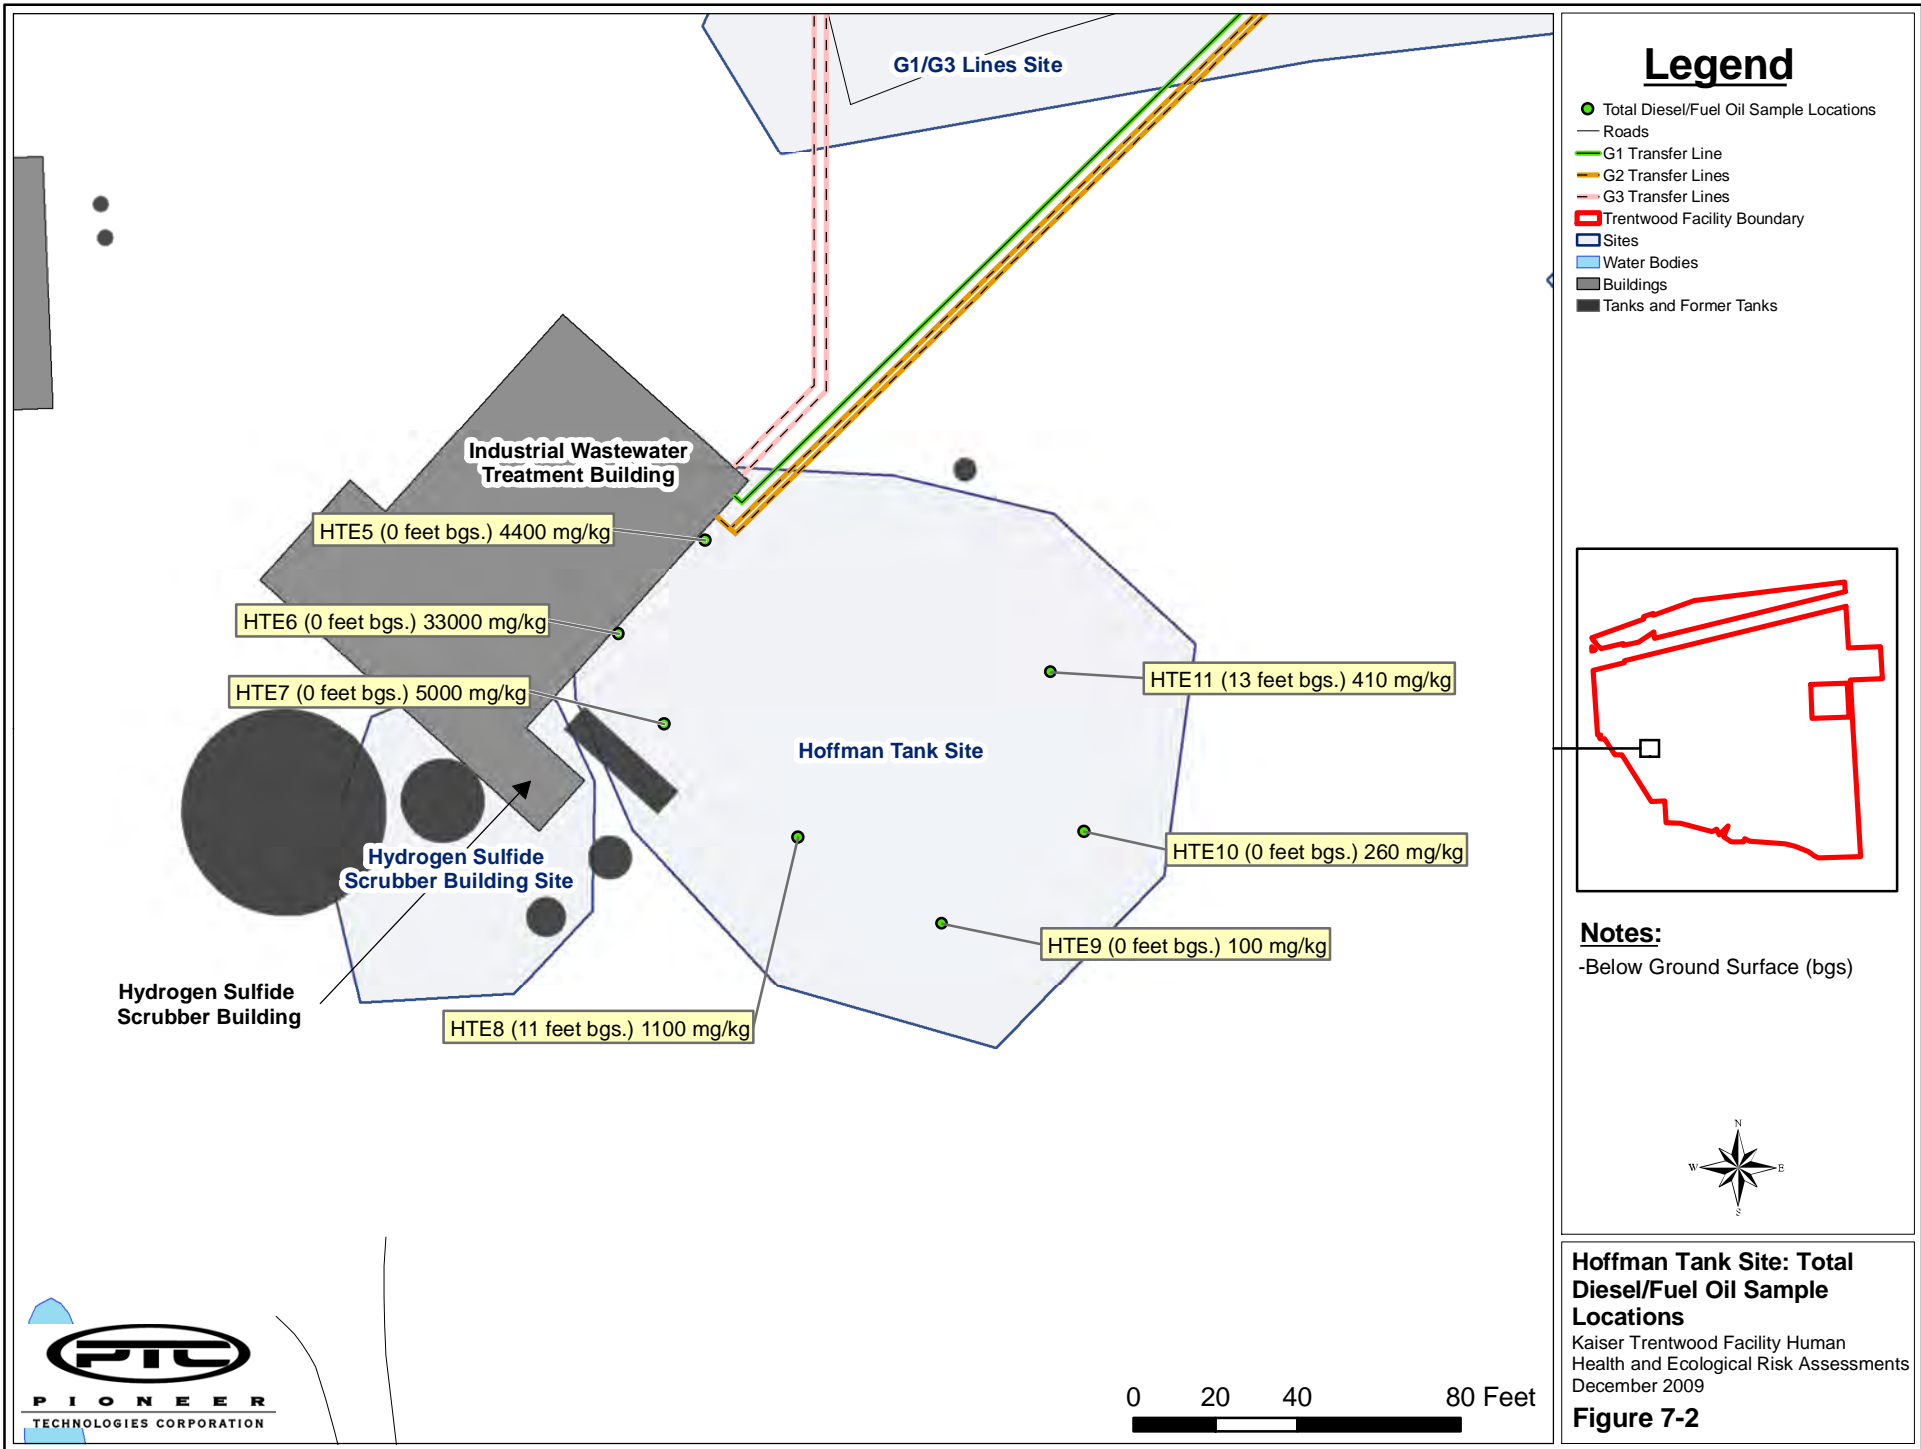 G1/G3 Lines Site
Industrial Wastewater
Treatment Building
HTE5 (0 feet bgs.) 4400 mg/kg
HTE6 (0 feet bgs.) 33000 mg/kg
HTE7 (0 feet bgs.) 5000 mg/kg
HTE11 (13 feet bgs.) 410 mg/kg
Hoffman Tank Site
HTE10 (0 feet bgs.) 260 mg/kg
Hydrogen Sulfide
Scrubber Building Site
HTE9 (0 feet bgs.) 100 mg/kg
Hydrogen Sulfide
Scrubber Building
HTE8 (11 feet bgs.) 1100 mg/kg
PTC
PIONEER
TECHNOLOGIES CORPORATION
0 20 40 80 Feet
Legend
Total Diesel/Fuel Oil Sample Locations
Roads
G1 Transfer Line
G2 Transfer Lines
G3 Transfer Lines
Trentwood Facility Boundary
Sites
Water Bodies
Buildings
Tanks and Former Tanks
Notes:
-Below Ground Surface (bgs)
N
W E
S
Hoffman Tank Site: Total
Diesel/Fuel Oil Sample
Locations
Kaiser Trentwood Facility Human
Health and Ecological Risk Assessments
December 2009
Figure 7-2